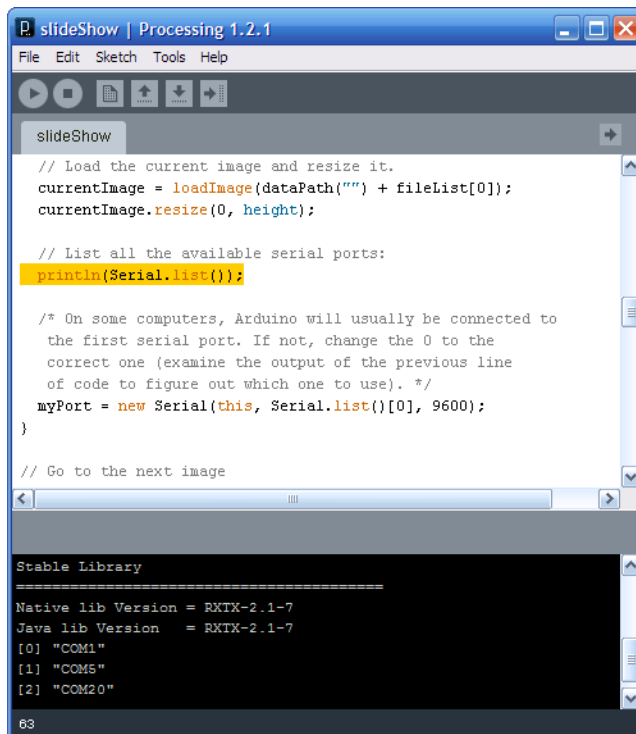 slideShow | Processing 1.2.1
File Edit Sketch Tools Help
slideShow
// Load the current image and resize it.
currentImage = loadImage(dataPath("") + fileList[0]);
currentImage.resize(0, height);
// List all the available serial ports:
println(Serial.list());
/* On some computers, Arduino will usually be connected to
the first serial port. If not, change the 0 to the
correct one (examine the output of the previous line
of code to figure out which one to use). */
myPort = new Serial(this, Serial.list()[0], 9600);
}
// Go to the next image
Stable Library
=========================================
Native lib Version = RXTX-2.1-7
Java lib Version   = RXTX-2.1-7
[0] "COM1"
[1] "COM5"
[2] "COM20"
63